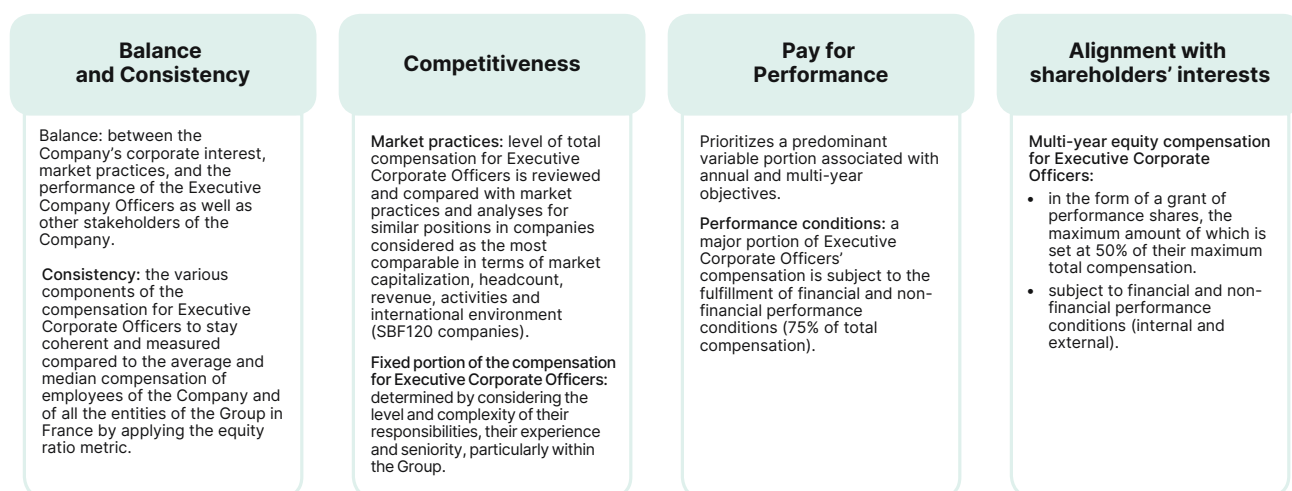 Balance
and Consistency
Balance: between the
Company's corporate interest,
market practices, and the
performance of the Executive
Company Officers as well as
other stakeholders of the
Company.
Consistency: the various
components of the
compensation for Executive
Corporate Officers to stay
coherent and measured
compared to the average and
median compensation of
employees of the Company and
of all the entities of the Group in
France by applying the equity
ratio metric.
Competitiveness
Market practices: level of total
compensation for Executive
Corporate Officers is reviewed
and compared with market
practices and analyses for
similar positions in companies
considered as the most
comparable in terms of market
capitalization, headcount,
revenue, activities and
international environment
(SBF120 companies).
Fixed portion of the compensation
for Executive Corporate Officers:
determined by considering the
level and complexity of their
responsibilities, their experience
and seniority, particularly within
the Group.
Pay for
Performance
Prioritizes a predominant
variable portion associated with
annual and multi-year
objectives.
Performance conditions: a
major portion of Executive
Corporate Officers'
compensation is subject to the
fulfillment of financial and non-
financial performance
conditions (75% of total
compensation).
Alignment with
shareholders' interests
Multi-year equity compensation
for Executive Corporate
Officers:
• in the form of a grant of
performance shares, the
maximum amount of which is
set at 50% of their maximum
total compensation.
• subject to financial and non-
financial performance
conditions (internal and
external).